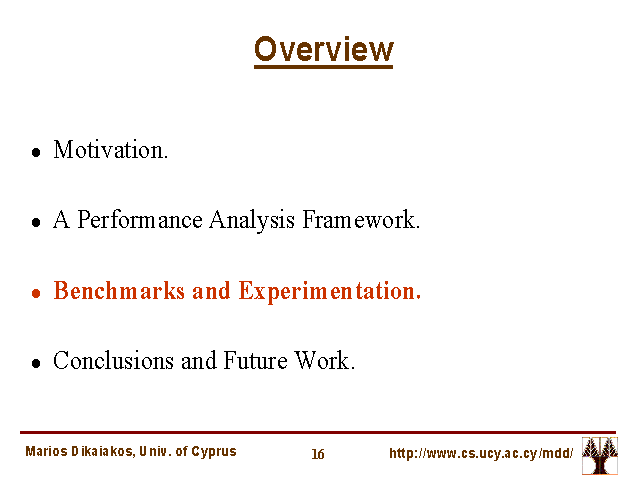 Overview
• Motivation.
• A Performance Analysis Framework.
• Benchmarks and Experimentation.
• Conclusions and Future Work.
Marios Dikaiakos, Univ. of Cyprus 16 http://www.cs.ucy.ac.cy/mdd/